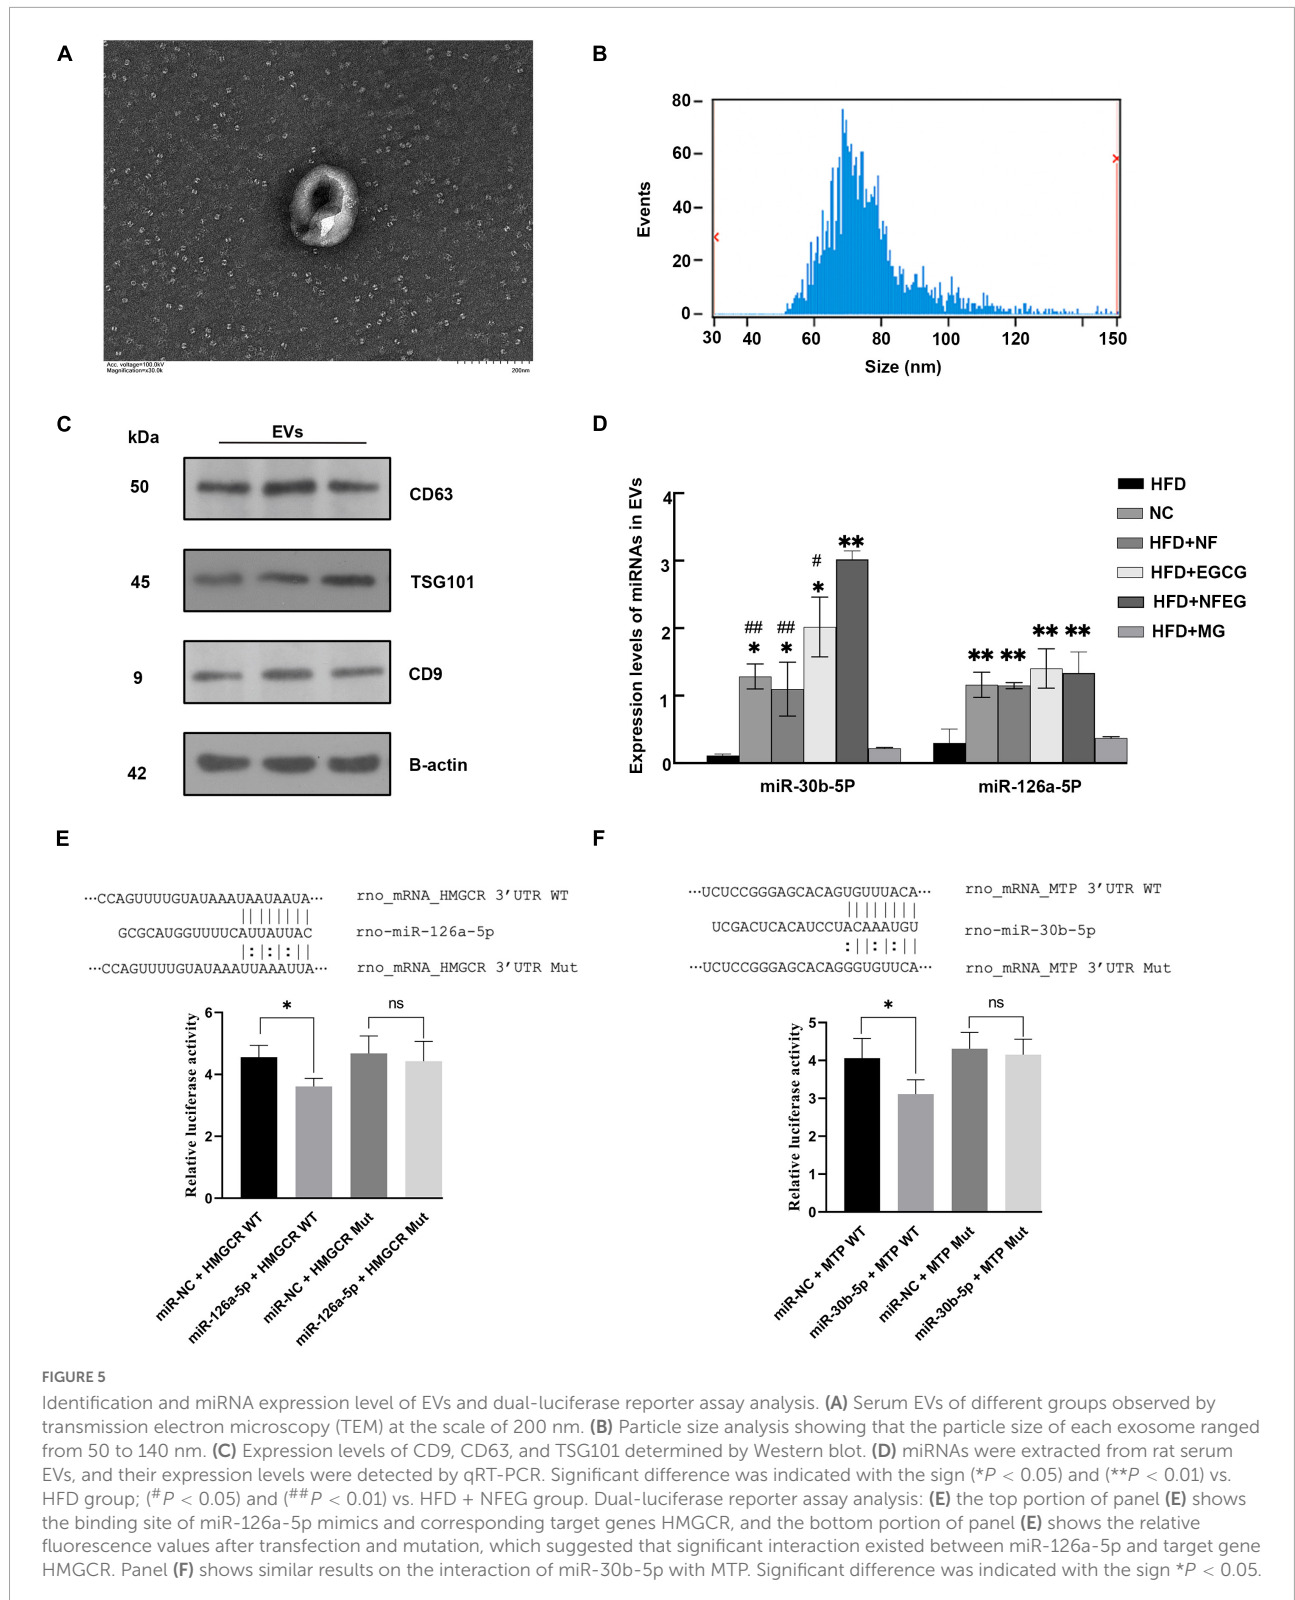 A
Acc. voltage=100.0kV
Magnification=x30.0k
200nm
B
Events
80
60
40
20
0
30 40 60 80 100 120 150
Size (nm)
C
kDa
EVs
50
CD63
45
TSG101
9
CD9
42
B-actin
D
Expression levels of miRNAs in EVs
4
3
2
1
0
##
*
##
*
#
*
**
** ** ** **
miR-30b-5P miR-126a-5P
HFD
NC
HFD+NF
HFD+EGCG
HFD+NFEG
HFD+MG
E
···CCAGUUUUGUAUAAAUAAUAAUA··· rno_mRNA_HMGCR 3'UTR WT
||||||||
GCGCAUGGUUUUCAUUAUUAC rno-miR-126a-5p
|:|:|:||
···CCAGUUUUGUAUAAAUUAAAUUA··· rno_mRNA_HMGCR 3'UTR Mut
Relative luciferase activity
6
4
2
0
*
ns
miR-NC + HMGCR WT
miR-126a-5p + HMGCR WT
miR-NC + HMGCR Mut
miR-126a-5p + HMGCR Mut
F
···UCUCCGGGAGCACAGUGUUUACA··· rno_mRNA_MTP 3'UTR WT
|||||||
UCGACUCACAUCCUACAAAUGU rno-miR-30b-5p
:||:|:||
···UCUCCGGGAGCACAGGGUGUUCA··· rno_mRNA_MTP 3'UTR Mut
Relative luciferase activity
5
4
3
2
1
0
*
ns
miR-NC + MTP WT
miR-30b-5p + MTP WT
miR-NC + MTP Mut
miR-30b-5p + MTP Mut
FIGURE 5
Identification and miRNA expression level of EVs and dual-luciferase reporter assay analysis. (A) Serum EVs of different groups observed by
transmission electron microscopy (TEM) at the scale of 200 nm. (B) Particle size analysis showing that the particle size of each exosome ranged
from 50 to 140 nm. (C) Expression levels of CD9, CD63, and TSG101 determined by Western blot. (D) miRNAs were extracted from rat serum
EVs, and their expression levels were detected by qRT-PCR. Significant difference was indicated with the sign (*P < 0.05) and (**P < 0.01) vs.
HFD group; (#P < 0.05) and (##P < 0.01) vs. HFD + NFEG group. Dual-luciferase reporter assay analysis: (E) the top portion of panel (E) shows
the binding site of miR-126a-5p mimics and corresponding target genes HMGCR, and the bottom portion of panel (E) shows the relative
fluorescence values after transfection and mutation, which suggested that significant interaction existed between miR-126a-5p and target gene
HMGCR. Panel (F) shows similar results on the interaction of miR-30b-5p with MTP. Significant difference was indicated with the sign *P < 0.05.